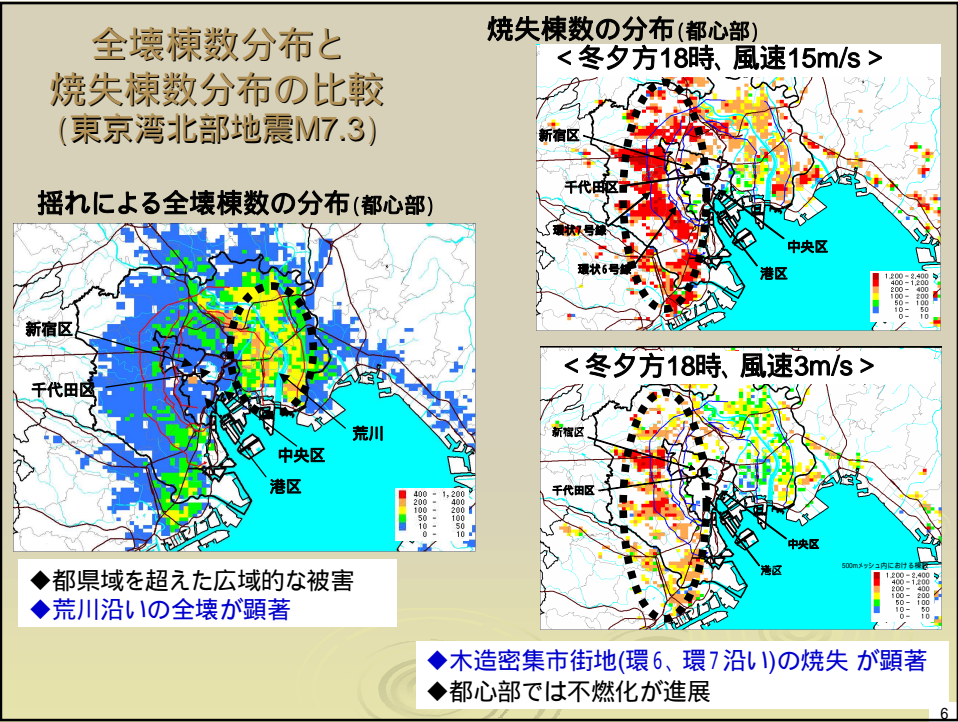 全壊棟数分布と
焼失棟数分布の比較
(東京湾北部地震M7.3)
揺れによる全壊棟数の分布(都心部)
新宿区
千代田区
荒川
中央区
港区
400 - 1,200
200 - 400
100 - 200
50 - 100
10 - 50
0 - 10
◆都県域を超えた広域的な被害
◆荒川沿いの全壊が顕著
焼失棟数の分布(都心部)
<冬夕方18時、風速15m/s>
新宿区
千代田区
環状7号線
環状6号線
中央区
港区
1,200 - 2,400
400 - 1,200
200 - 400
100 - 200
50 - 100
10 - 50
0 - 10
<冬夕方18時、風速3m/s>
新宿区
千代田区
中央区
港区
500mメッシュ内における棟数
1,200 - 2,400
400 - 1,200
200 - 400
100 - 200
50 - 100
10 - 50
0 - 10
◆木造密集市街地(環6、環7沿い)の焼失 が顕著
◆都心部では不燃化が進展
6